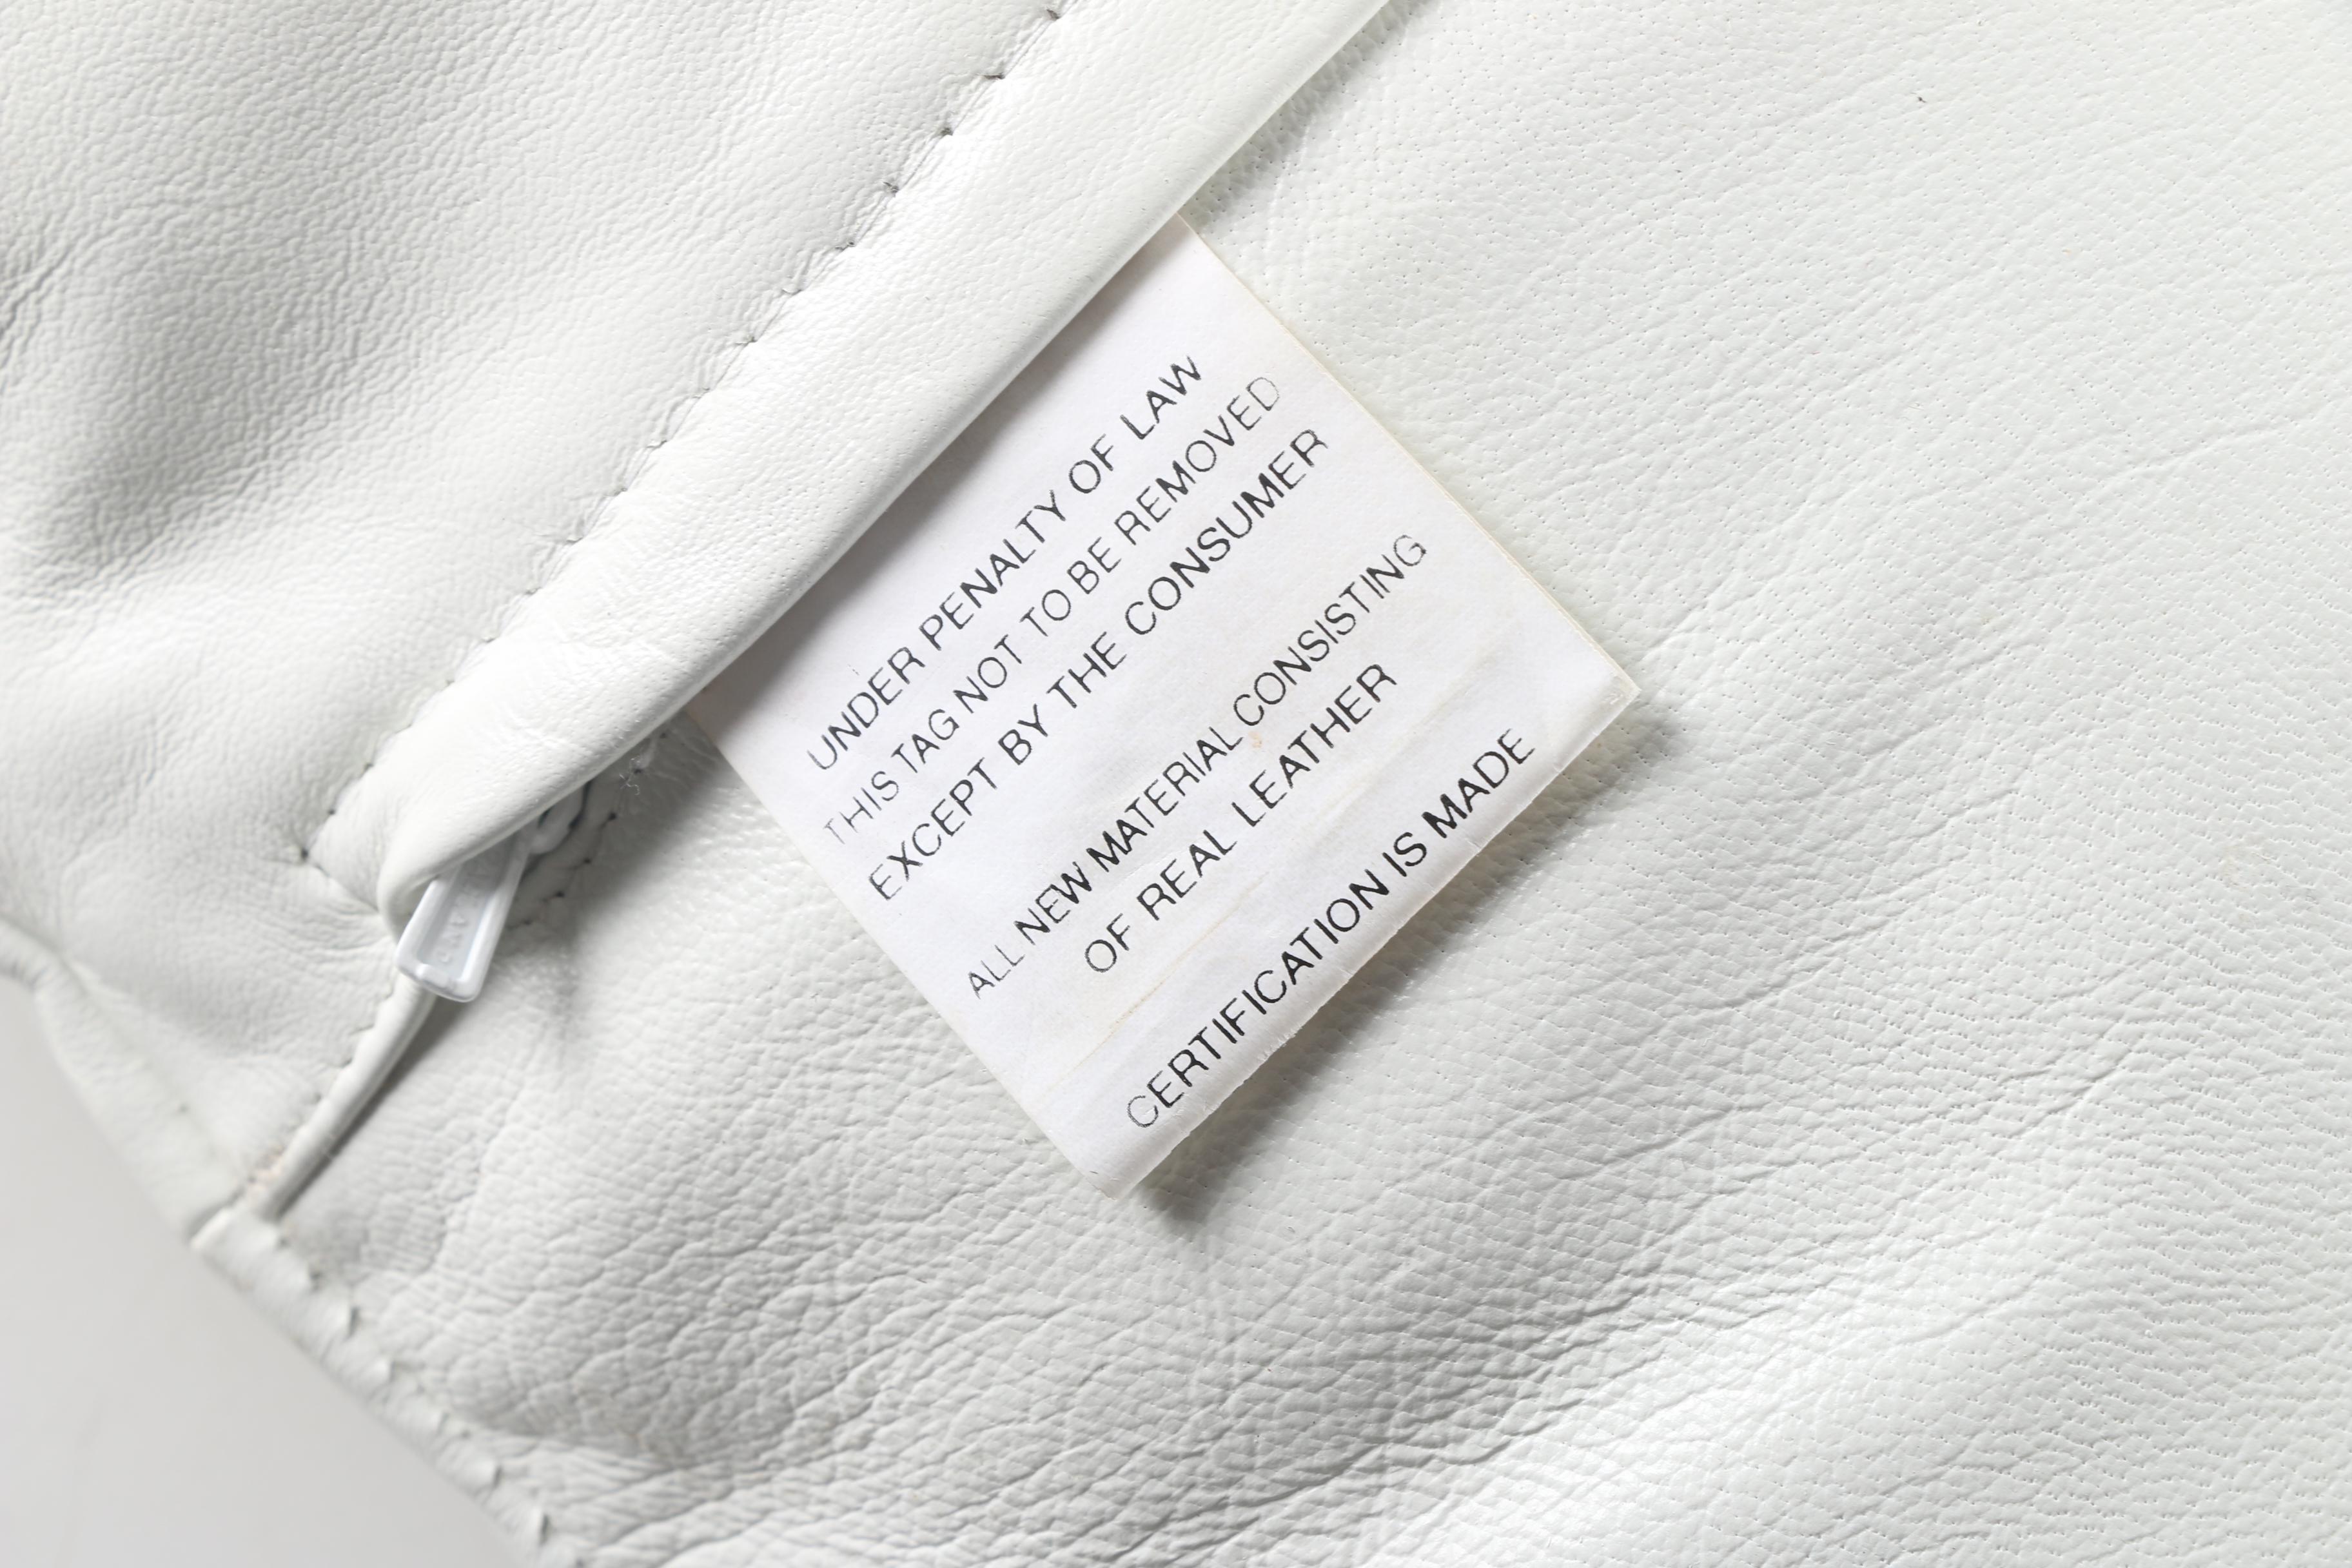 UNDER PENALTY OF LAW
THIS TAG NOT TO BE REMOVED
EXCEPT BY THE CONSUMER
ALL NEW MATERIAL CONSISTING
OF REAL LEATHER
CERTIFICATION IS MADE